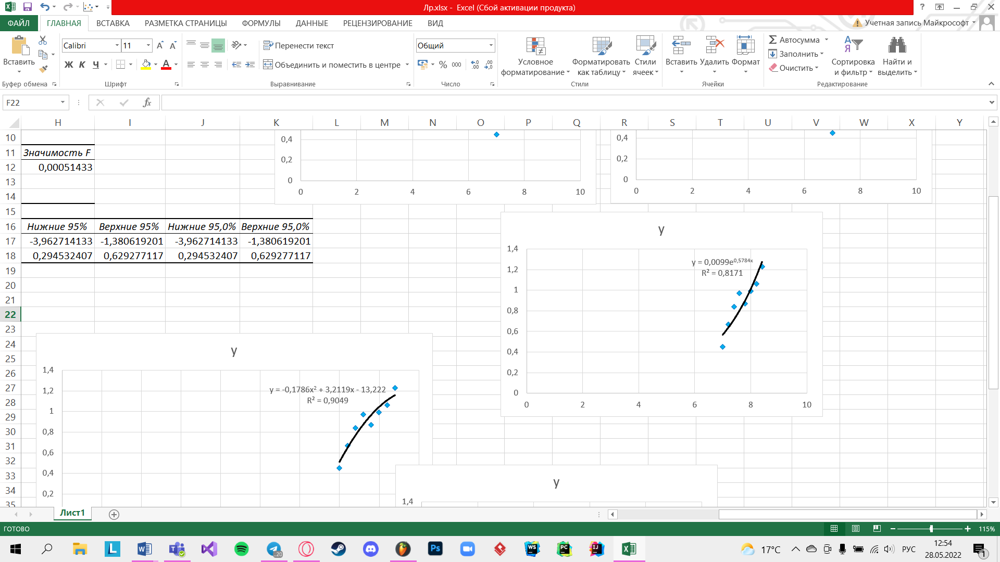 Лр.xlsx - Excel (Сбой активации продукта)
ФАЙЛ ГЛАВНАЯ ВСТАВКА РАЗМЕТКА СТРАНИЦЫ ФОРМУЛЫ ДАННЫЕ РЕЦЕНЗИРОВАНИЕ ВИД Учетная запись Майкрософт
Вставить
Буфер обмена
Calibri 11
Ж К Ч
Шрифт
Перенести текст
Объединить и поместить в центре
Выравнивание
Общий
% 000
Число
Условное форматирование
Форматировать как таблицу
Стили ячеек
Стили
Вставить Удалить Формат
Ячейки
Автосумма
Заполнить
Очистить
Сортировка и фильтр
Найти и выделить
Редактирование
F22
H I J K L M N O P Q R S T U V W X Y
10
11 Значимость F
12 0,00051433
13
14
15
16 Нижние 95% Верхние 95% Нижние 95,0% Верхние 95,0%
17 -3,962714133 -1,380619201 -3,962714133 -1,380619201
18 0,294532407 0,629277117 0,294532407 0,629277117
19
20
21
22
23
24
25
26
27
28
29
30
31
32
33
34
35
0,4
0,2
0
0 2 4 6 8 10
0,4
0,2
0
0 2 4 6 8 10
y
1,4
1,2
1
0,8
0,6
0,4
0,2
0
0 2 4 6 8 10
y = 0,0099e^0,5784x
R² = 0,8171
y
1,4
1,2
1
0,8
0,6
0,4
0,2
y = -0,1786x² + 3,2119x - 13,222
R² = 0,9049
y
1,4
Лист1
ГОТОВО
115%
17°C
РУС
12:54
28.05.2022